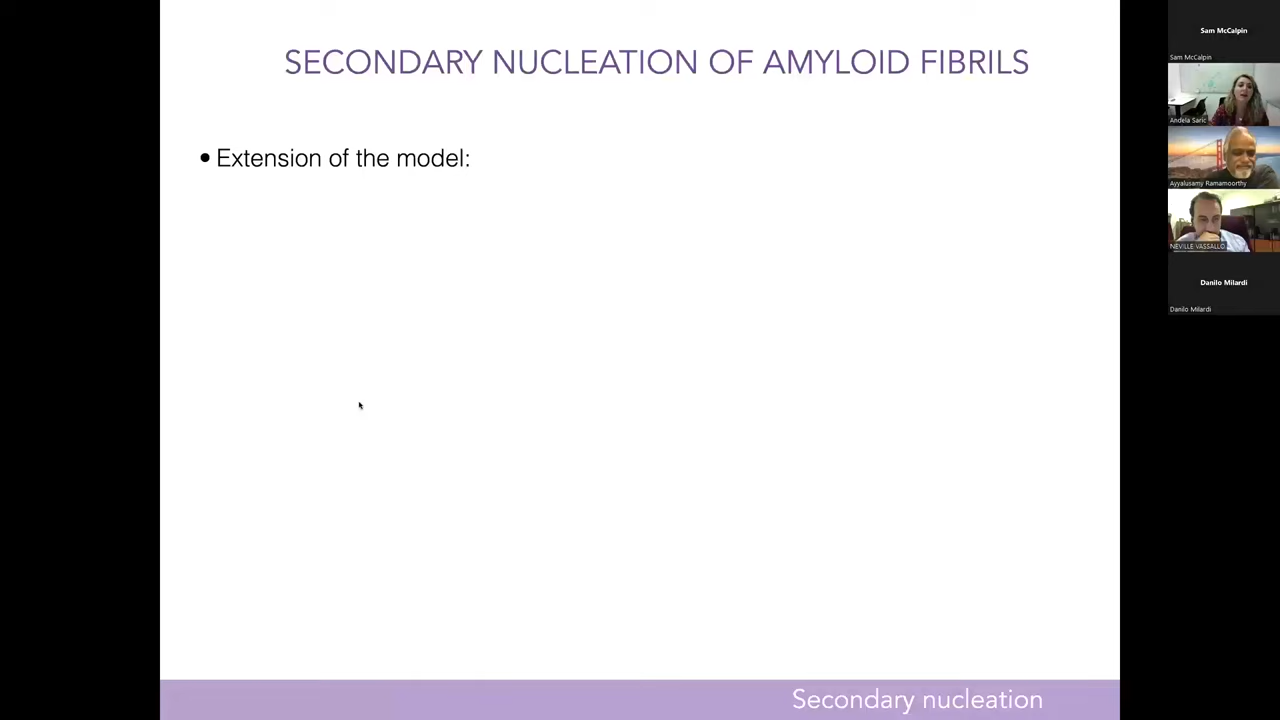 SECONDARY NUCLEATION OF AMYLOID FIBRILS
• Extension of the model:
Secondary nucleation
Sam McCalpin
Sam McCalpin
Andela Saric
Ayyalusamy Ramamoorthy
NEVILLE VASSALLO
Danilo Milardi
Danilo Milardi